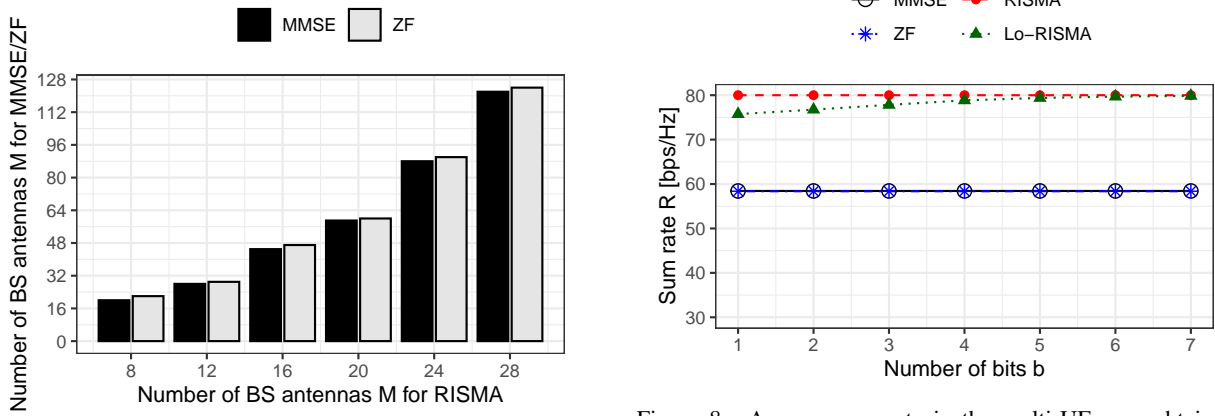 MMSE ZF
Number of BS antennas M for MMSE/ZF
128
112
96
80
64
48
32
16
0
8 12 16 20 24 28
Number of BS antennas M for RISMA
MMSE RISMA
ZF Lo−RISMA
Sum rate R [bps/Hz]
80
70
60
50
40
30
1 2 3 4 5 6 7
Number of bits b